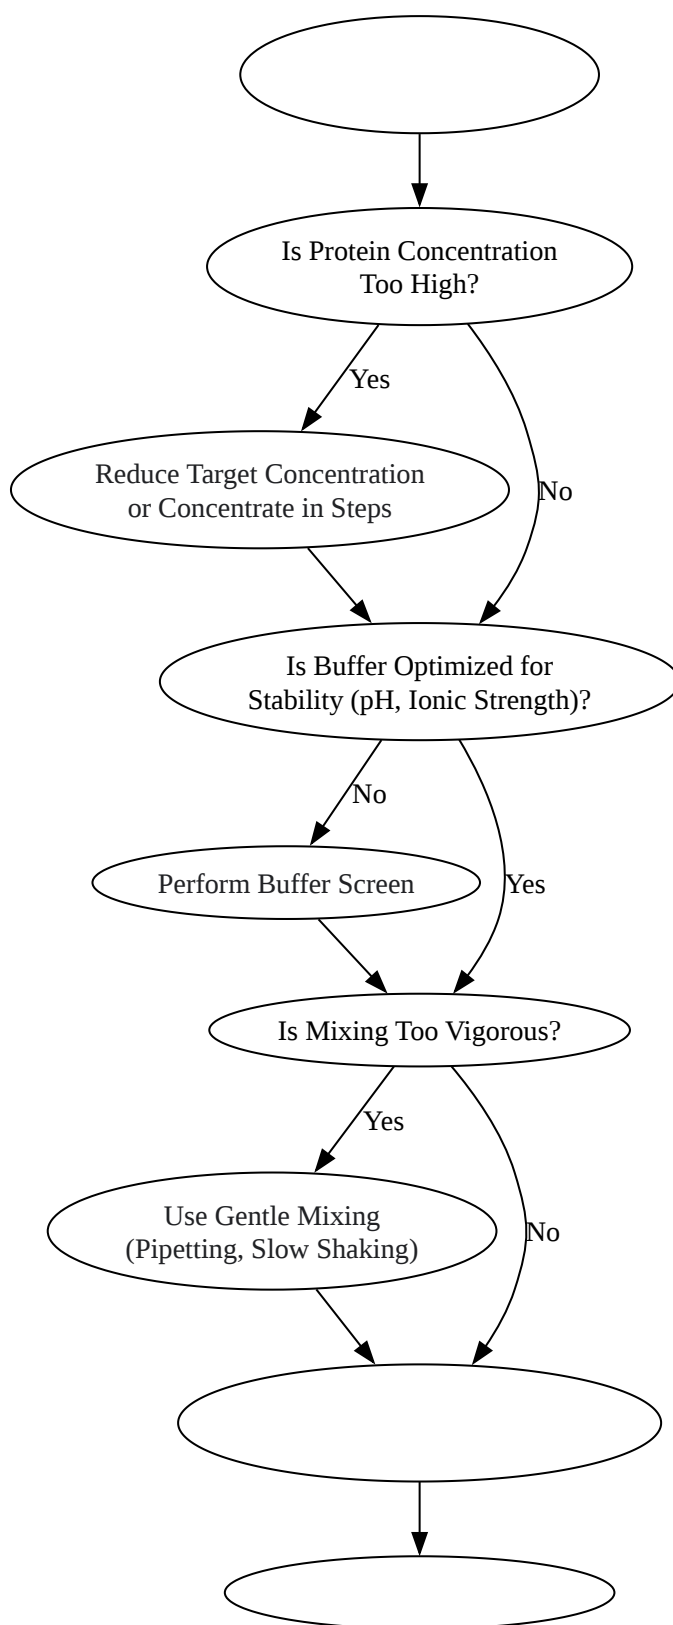 Is Protein Concentration
Too High?
Yes
Reduce Target Concentration
or Concentrate in Steps
No
Is Buffer Optimized for
Stability (pH, Ionic Strength)?
No
Perform Buffer Screen
Yes
Is Mixing Too Vigorous?
Yes
Use Gentle Mixing
(Pipetting, Slow Shaking)
No